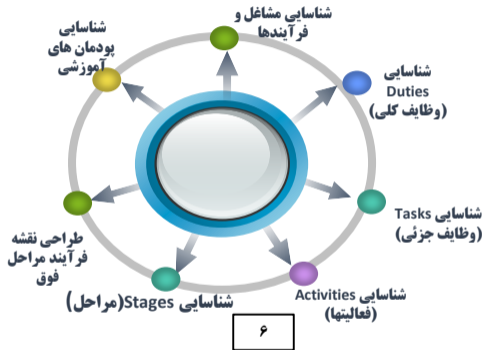 شناسایی مشاغل و
فرآیندها
شناسایی
Duties
(وظایف کلی)
شناسایی Tasks
(وظایف جزئی)
شناسایی Activities
(فعالیتها)
شناسایی Stages(مراحل)
طراحی نقشه
فرآیند مراحل
فوق
شناسایی
پودمان های
آموزشی
۶